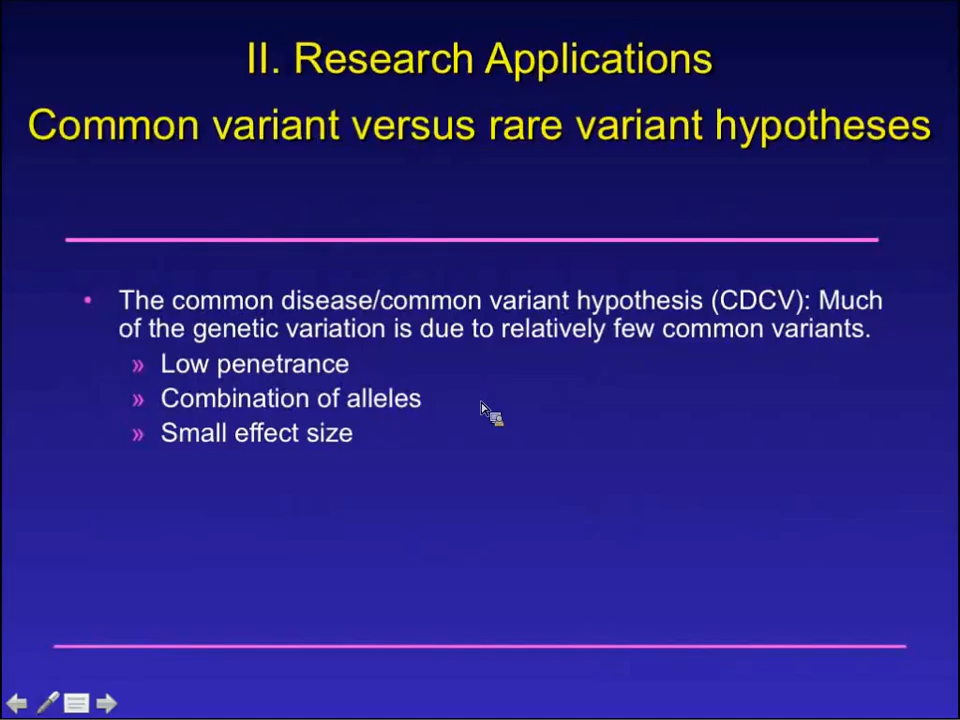 II. Research Applications
Common variant versus rare variant hypotheses
• The common disease/common variant hypothesis (CDCV): Much
of the genetic variation is due to relatively few common variants.
» Low penetrance
» Combination of alleles
» Small effect size